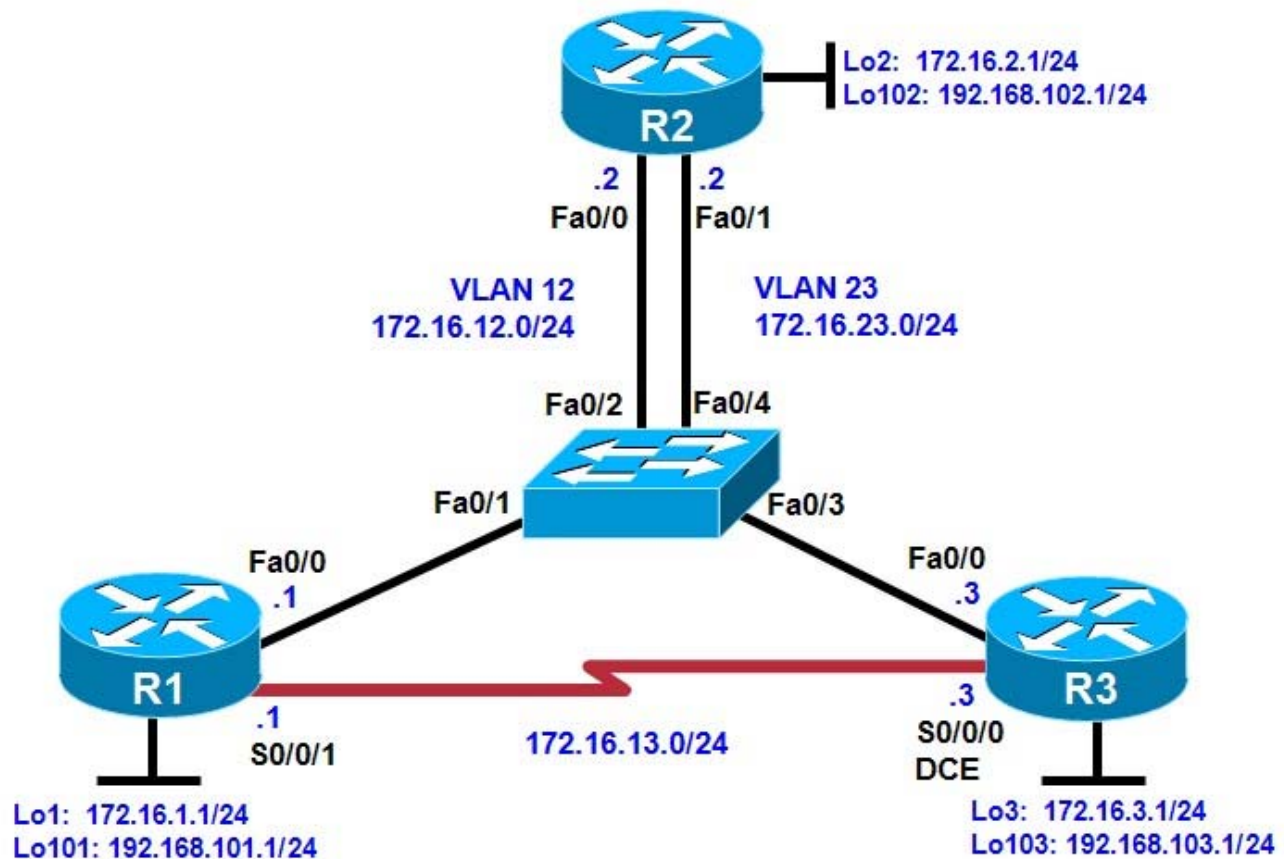 Lo2: 172.16.2.1/24
Lo102: 192.168.102.1/24
R2
.2
.2
Fa0/0
Fa0/1
VLAN 12
172.16.12.0/24
VLAN 23
172.16.23.0/24
Fa0/2
Fa0/4
Fa0/1
Fa0/3
Fa0/0
.1
Fa0/0
.3
R1
R3
.1
S0/0/1
172.16.13.0/24
.3
S0/0/0
DCE
Lo1: 172.16.1.1/24
Lo101: 192.168.101.1/24
Lo3: 172.16.3.1/24
Lo103: 192.168.103.1/24